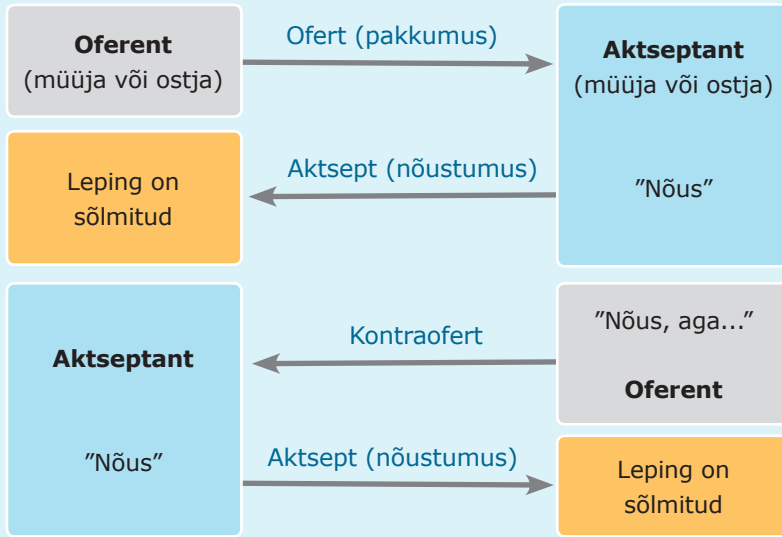 Oferent
(müüja või ostja)
Ofert (pakkumus)
Aktseptant
(müüja või ostja)
Leping on
sõlmitud
Aktsept (nõustumus)
”Nõus”
Aktseptant
”Nõus”
Kontraofert
”Nõus, aga...”
Oferent
Aktsept (nõustumus)
Leping on
sõlmitud